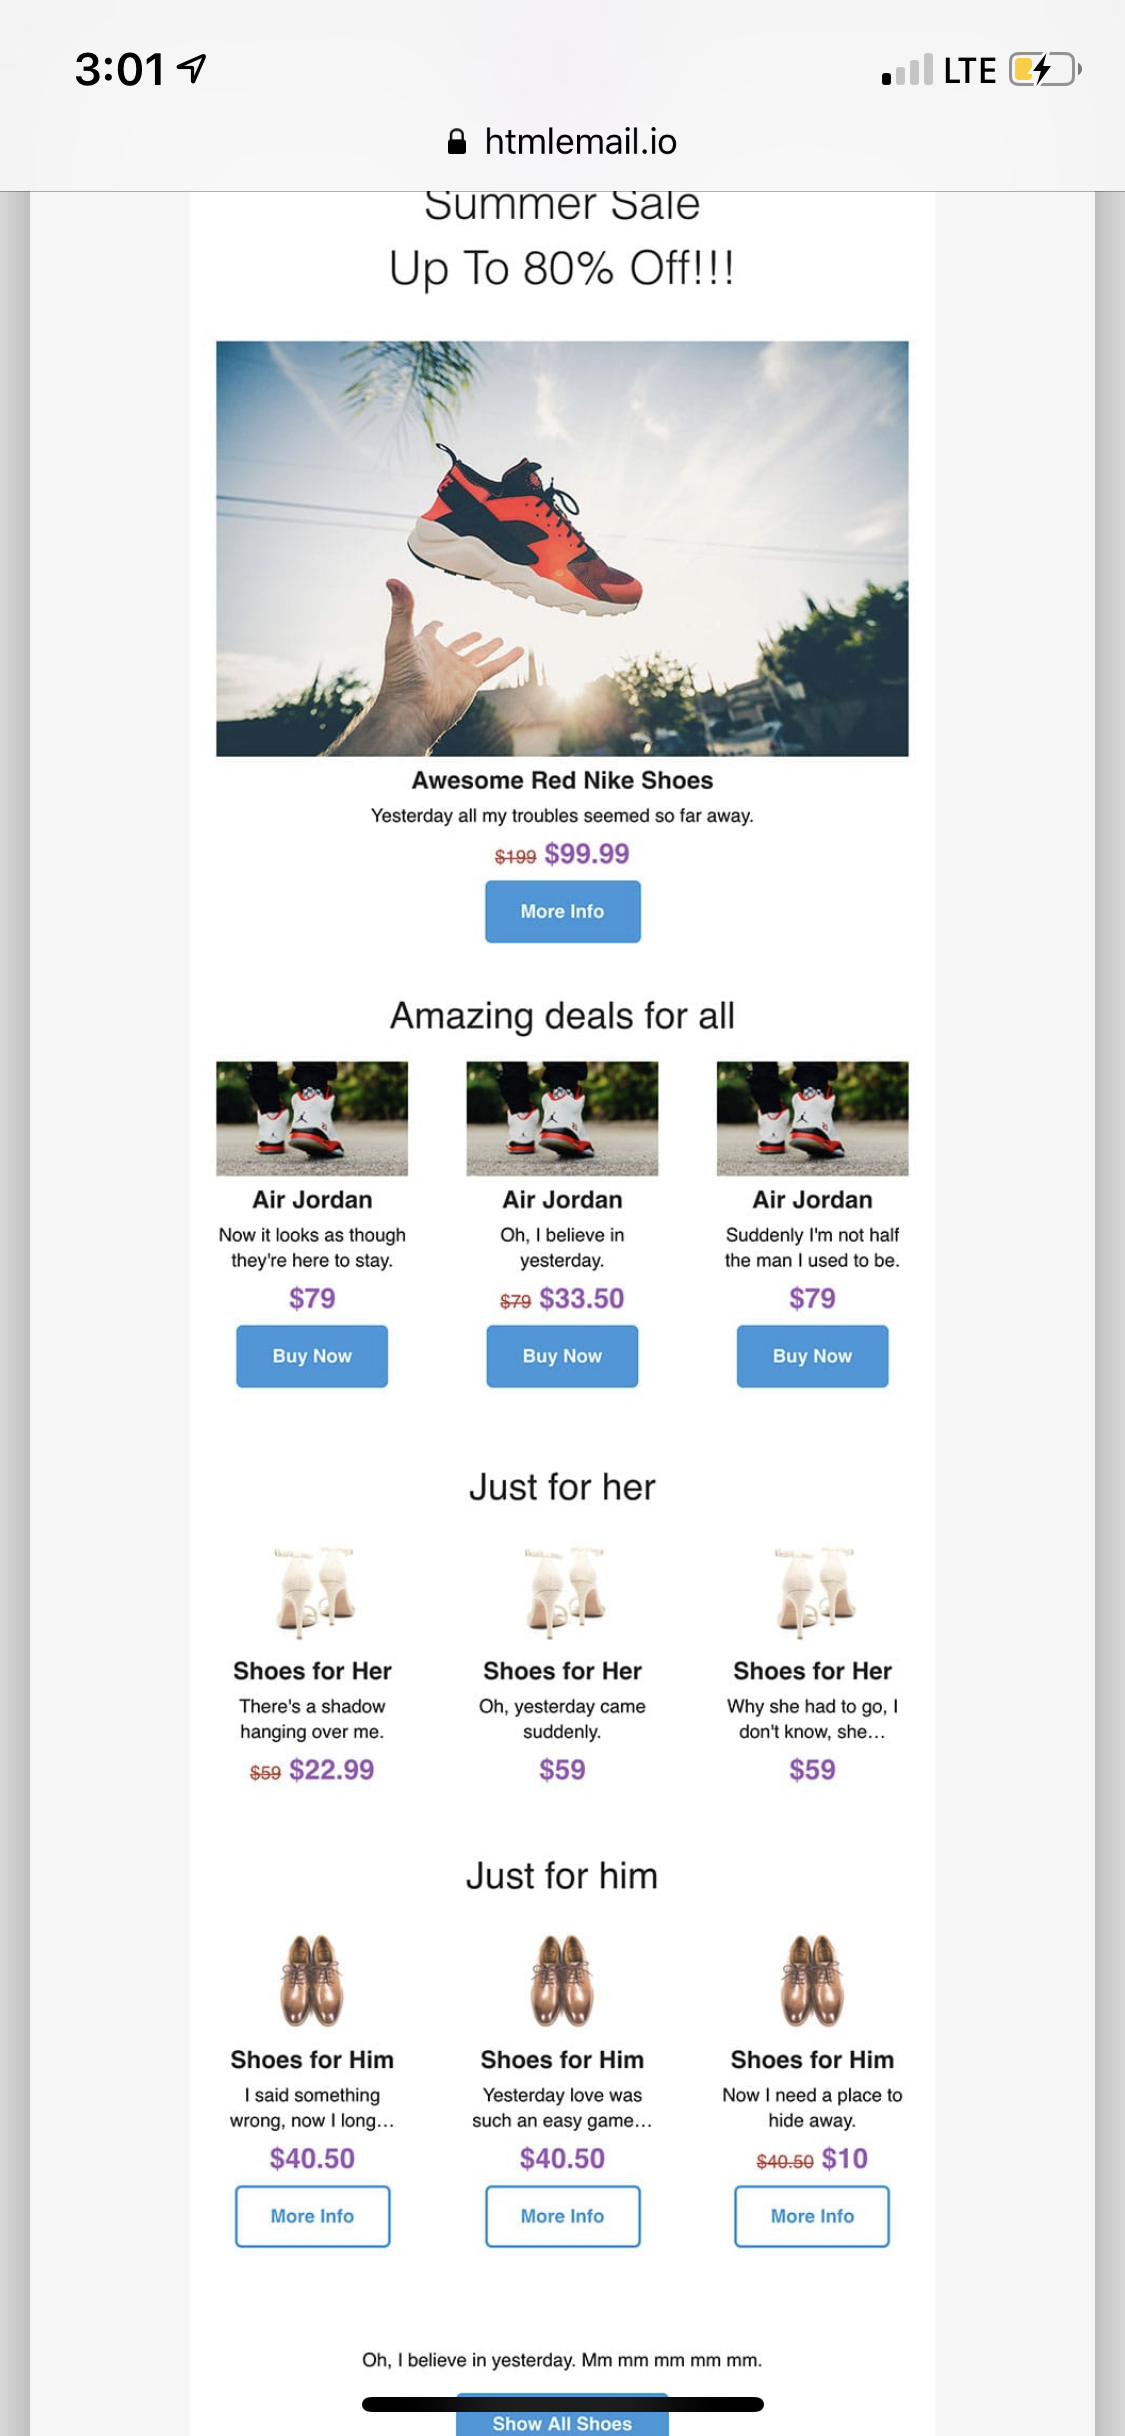 3:01
LTE
htmlemail.io
Summer Sale
Up To 80% Off!!!
Awesome Red Nike Shoes
Yesterday all my troubles seemed so far away.
$199 $99.99
More Info
Amazing deals for all
Air Jordan
Now it looks as though
they're here to stay.
$79
Buy Now
Air Jordan
Oh, I believe in
yesterday.
$79 $33.50
Buy Now
Air Jordan
Suddenly I'm not half
the man I used to be.
$79
Buy Now
Just for her
Shoes for Her
There's a shadow
hanging over me.
$59 $22.99
Shoes for Her
Oh, yesterday came
suddenly.
$59
Shoes for Her
Why she had to go, I
don't know, she...
$59
Just for him
Shoes for Him
I said something
wrong, now I long...
$40.50
More Info
Shoes for Him
Yesterday love was
such an easy game...
$40.50
More Info
Shoes for Him
Now I need a place to
hide away.
$40.50 $10
More Info
Oh, I believe in yesterday. Mm mm mm mm mm.
Show All Shoes